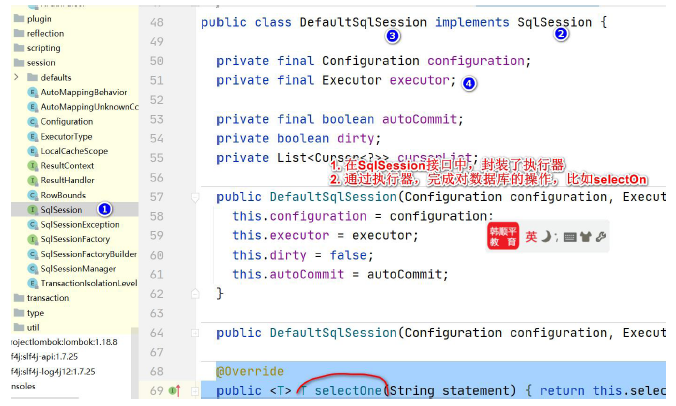 plugin
reflection
scripting
session
defaults
AutoMappingBehavior
AutoMappingUnknownCo
Configuration
ExecutorType
LocalCacheScope
ResultContext
ResultHandler
RowBounds
SqlSession 1
SqlSessionException
SqlSessionFactory
SqlSessionFactoryBuilder
SqlSessionManager
TransactionIsolationLevel
transaction
type
util
rojectlombok:lombok:1.18.8
f4j:slf4j-api:1.7.25
f4j:slf4j-log4j12:1.7.25
nsoles
48 public class DefaultSqlSession implements SqlSession {
3 2
49
50 private final Configuration configuration;
51 private final Executor executor; 4
52
53 private final boolean autoCommit;
54 private boolean dirty;
55 private List<Cursor<?>> cursorList;
1. 在SqlSession接口中，封装了执行器
2. 通过执行器，完成对数据库的操作，比如selectOn
57 public DefaultSqlSession(Configuration configuration, Execut
58 this.configuration = configuration;
59 this.executor = executor;
60 this.dirty = false;
61 this.autoCommit = autoCommit;
62 }
63
64 public DefaultSqlSession(Configuration configuration, Execut
67
68 @Override
69 public <T> T selectOne(String statement) { return this.selec
韩顺平
教 育
英